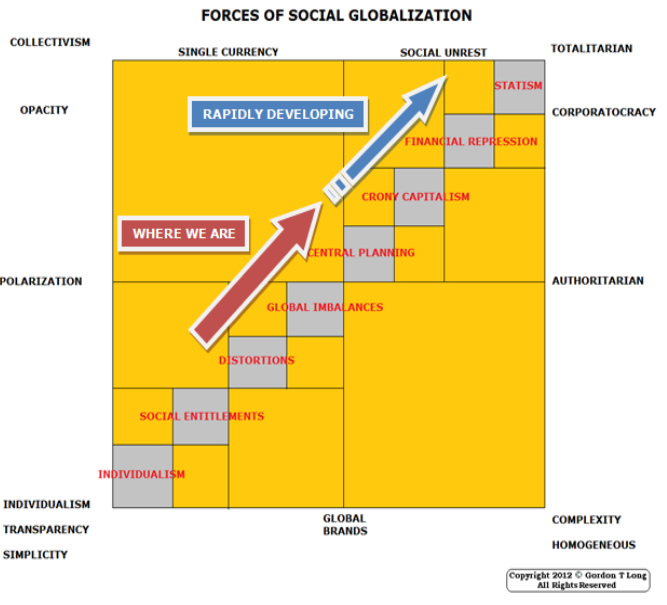 FORCES OF SOCIAL GLOBALIZATION
COLLECTIVISM
SINGLE CURRENCY
SOCIAL UNREST
TOTALITARIAN
STATISM
OPACITY
RAPIDLY DEVELOPING
CORPORATOCRACY
FINANCIAL REPRESSION
CRONY CAPITALISM
WHERE WE ARE
CENTRAL PLANNING
POLARIZATION
AUTHORITARIAN
GLOBAL IMBALANCES
DISTORTIONS
SOCIAL ENTITLEMENTS
INDIVIDUALISM
INDIVIDUALISM
TRANSPARENCY
SIMPLICITY
GLOBAL
BRANDS
COMPLEXITY
HOMOGENEOUS
Copyright 2012 © Gordon T Long
All Rights Reserved